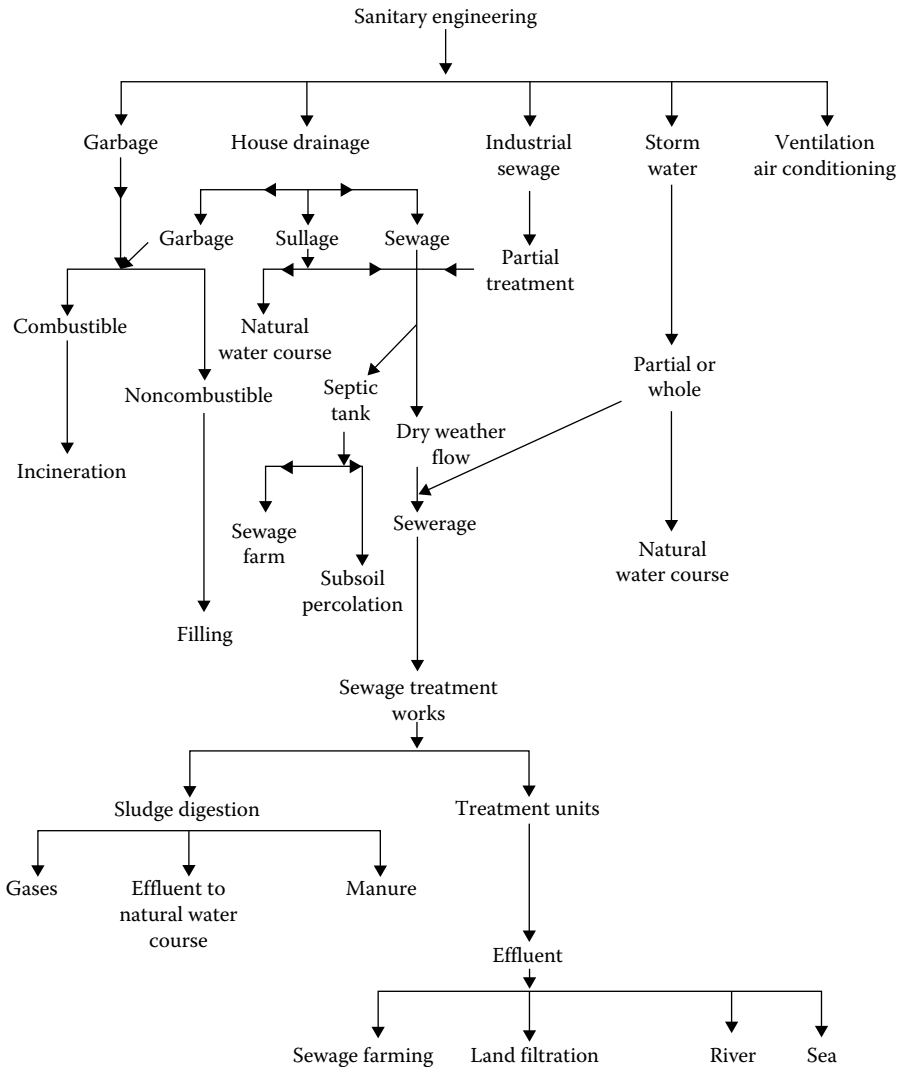 Sanitary engineering
Garbage
House drainage
Industrial
sewage
Storm
water
Ventilation
air conditioning
Garbage
Sullage
Sewage
Partial
treatment
Combustible
Natural
water course
Noncombustible
Septic
tank
Partial or
whole
Dry weather
flow
Incineration
Sewage
farm
Sewerage
Subsoil
percolation
Natural
water course
Filling
Sewage treatment
works
Sludge digestion
Treatment units
Gases
Effluent to
natural water
course
Manure
Effluent
Sewage farming
Land filtration
River
Sea